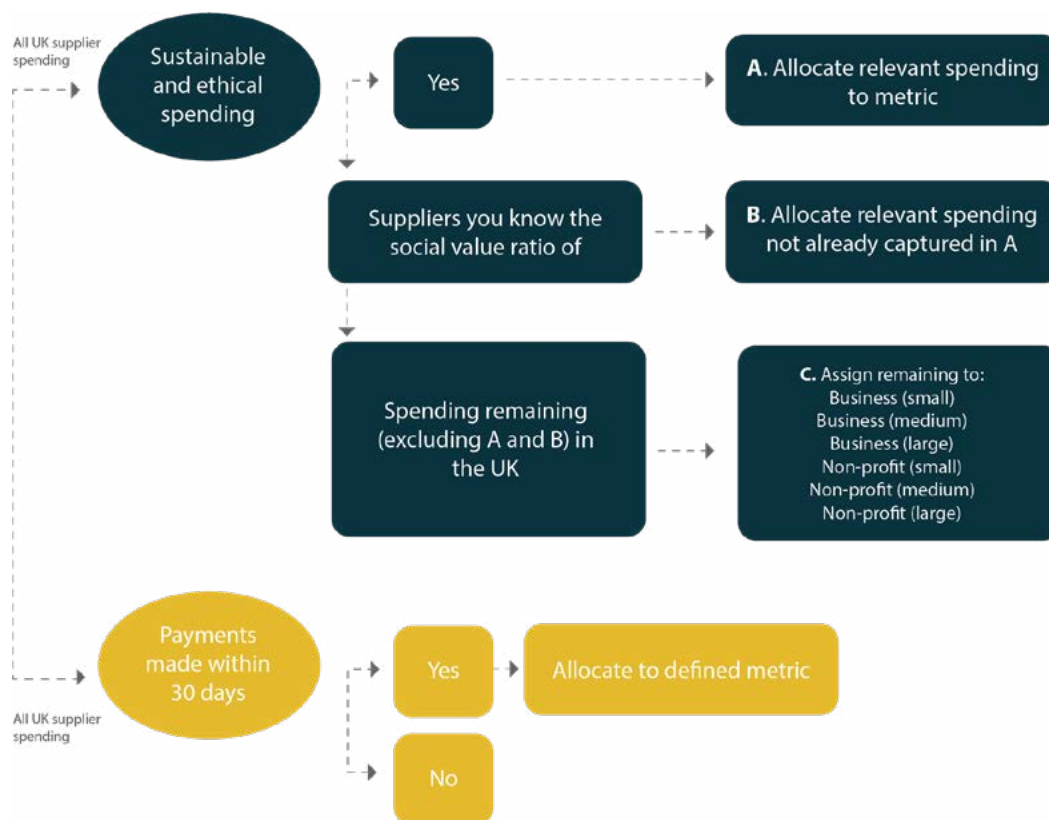 All UK supplier
spending
Sustainable
and ethical
spending
Yes
A. Allocate relevant spending
to metric
Suppliers you know the
social value ratio of
B. Allocate relevant spending
not already captured in A
Spending remaining
(excluding A and B) in
the UK
C. Assign remaining to:
Business (small)
Business (medium)
Business (large)
Non-profit (small)
Non-profit (medium)
Non-profit (large)
Payments
made within
30 days
All UK supplier
spending
Yes
Allocate to defined metric
No